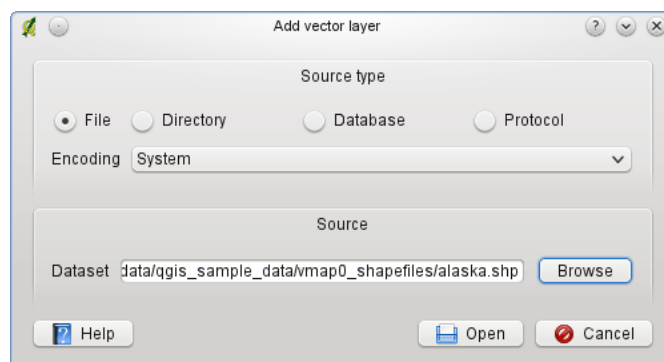 Add vector layer
Source type
File Directory Database Protocol
Encoding System
Source
Dataset data/qgis_sample_data/vmap0_shapefiles/alaska.shp Browse
Help Open Cancel